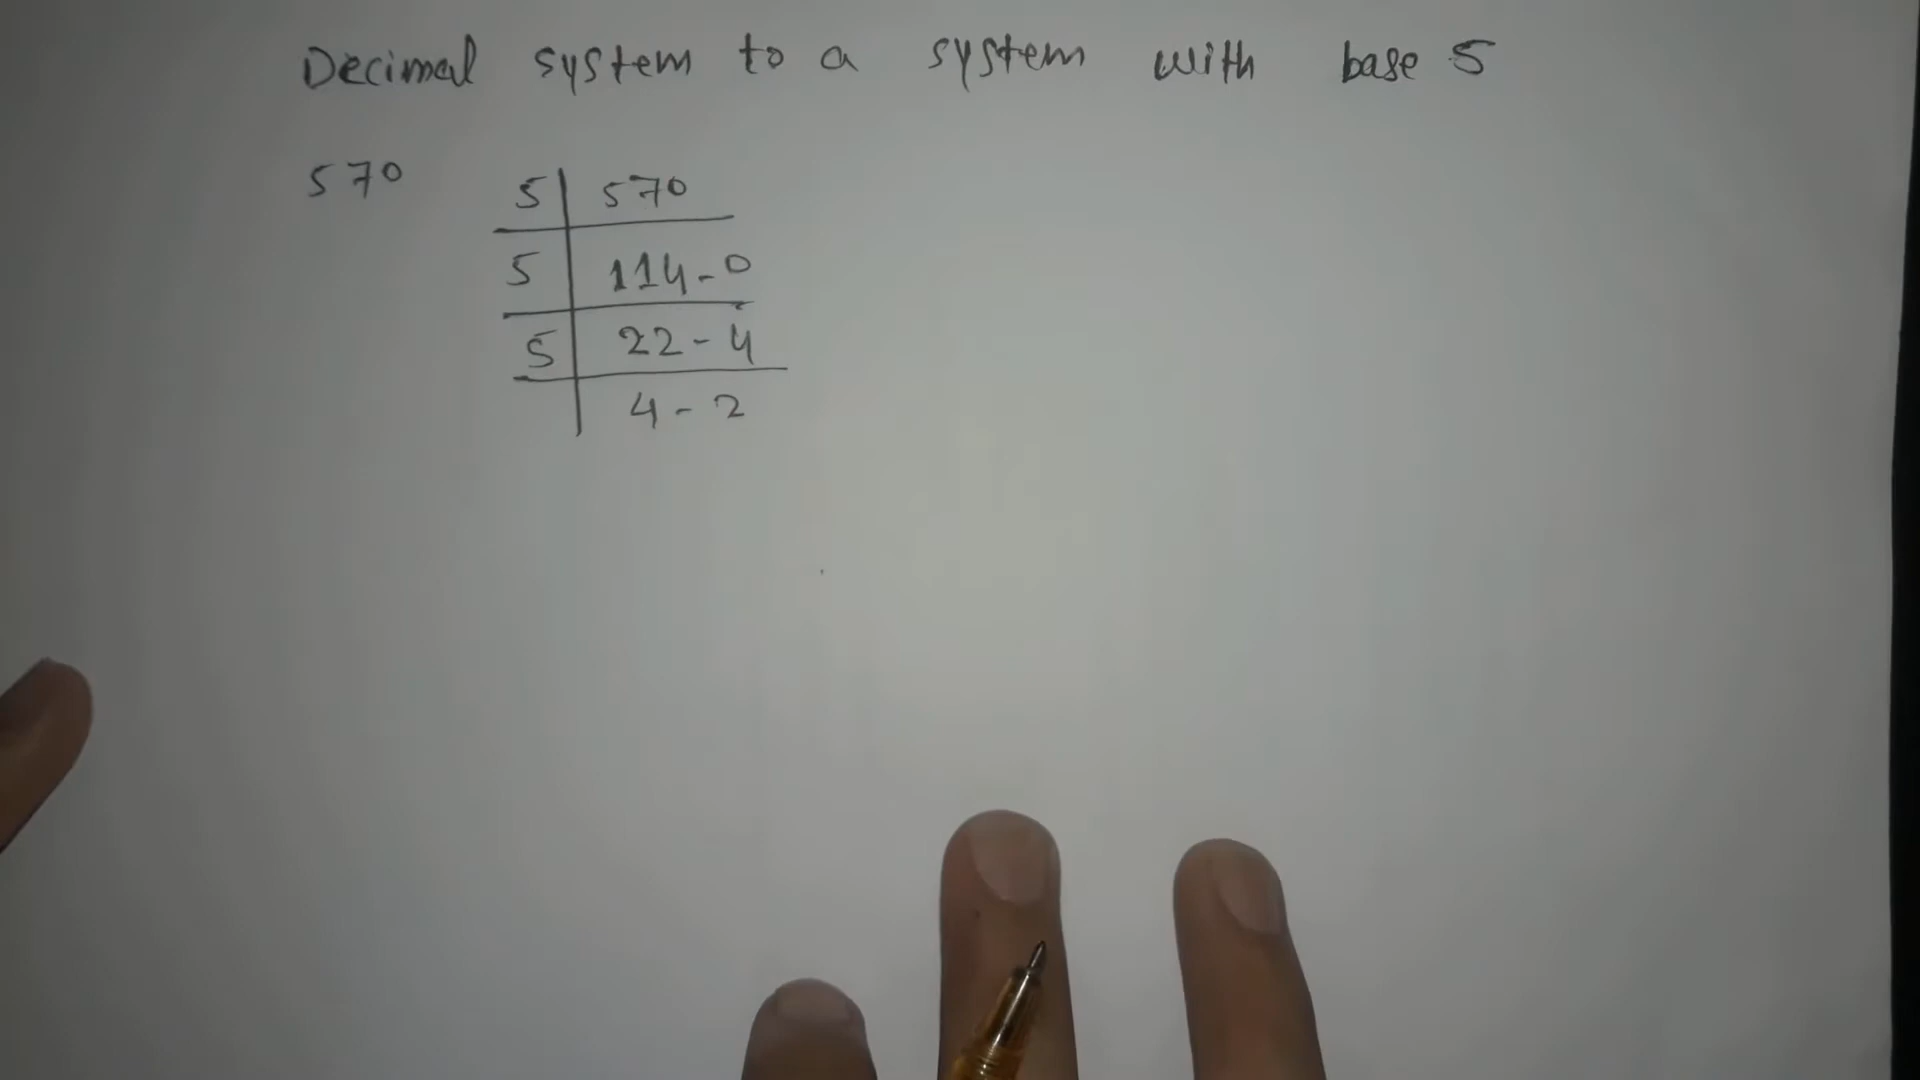 Decimal system to a system with base 5
570
5 | 570
5 | 114 - 0
5 | 22 - 4
| 4 - 2